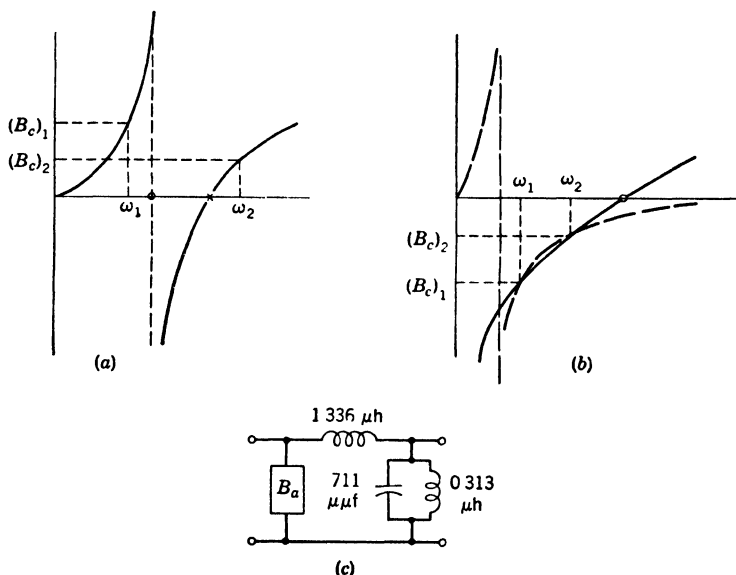 (B_c)_1
(B_c)_2
ω_1
ω_2
(a)
ω_1
ω_2
(B_c)_2
(B_c)_1
(b)
1 336 μh
B_a
711
μμf
0 313
μh
(c)